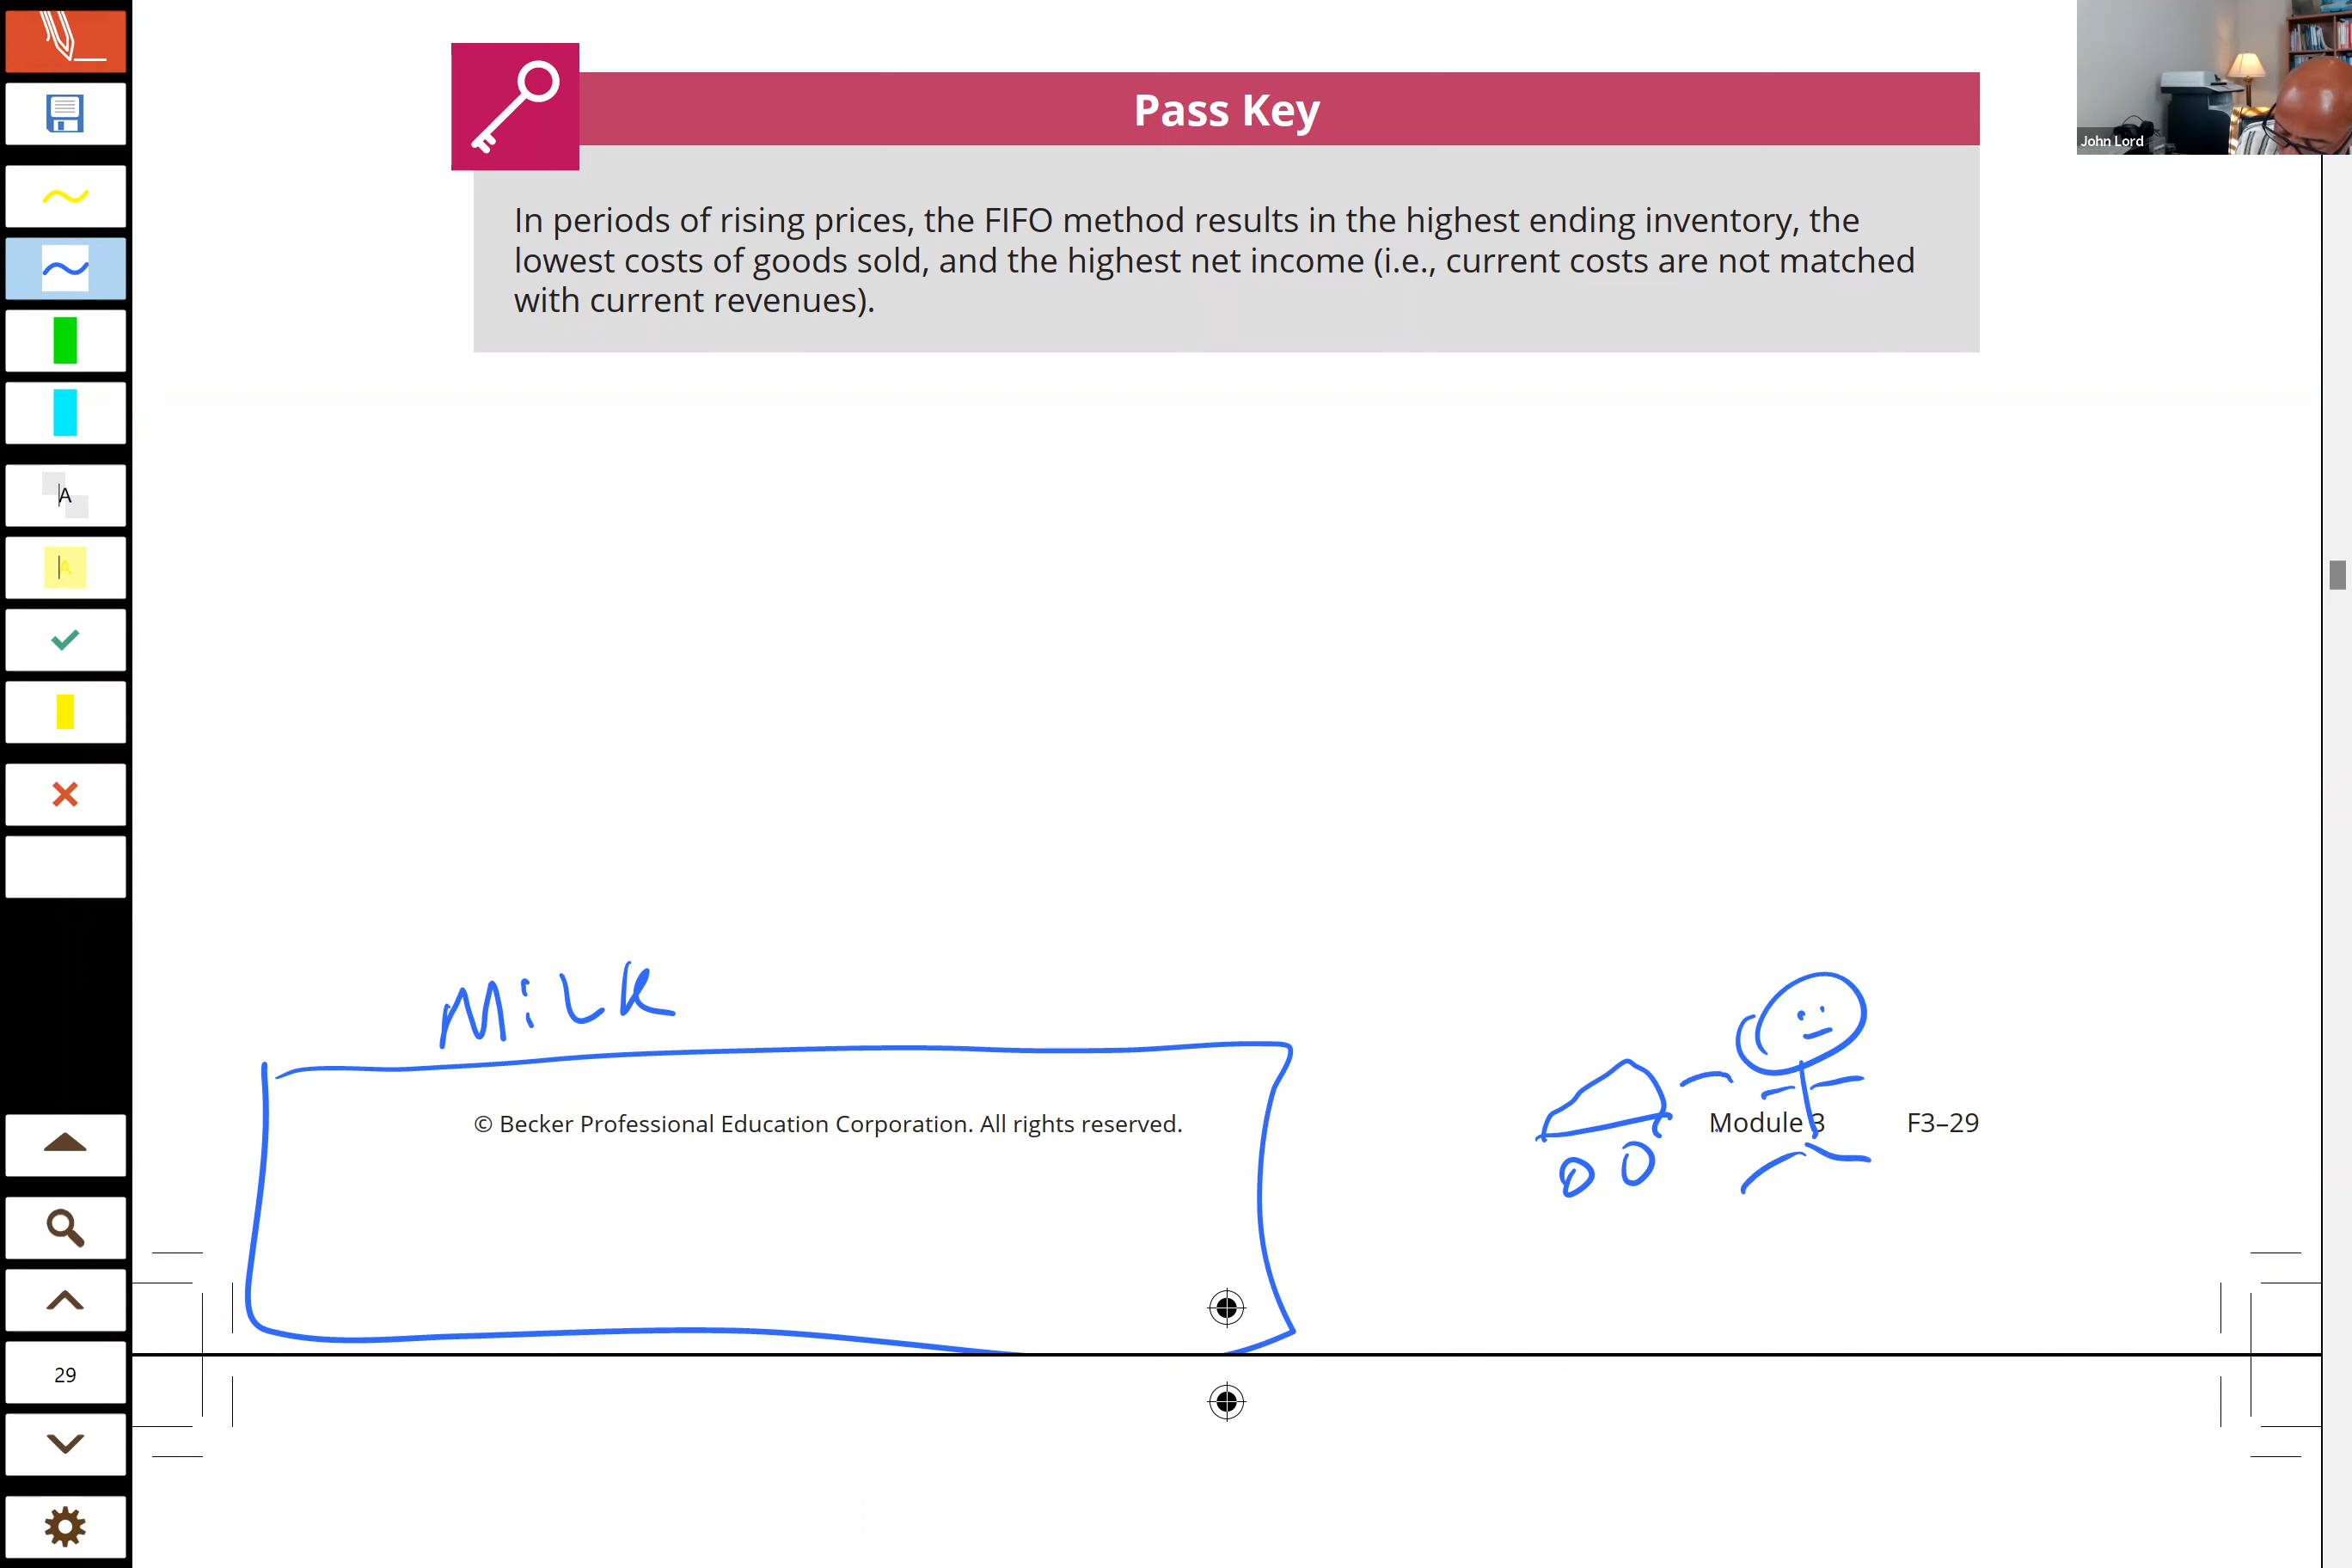 Pass Key
John Lord
In periods of rising prices, the FIFO method results in the highest ending inventory, the
lowest costs of goods sold, and the highest net income (i.e., current costs are not matched
with current revenues).
A
A
MiLK
© Becker Professional Education Corporation. All rights reserved.
Module 3 F3–29
29